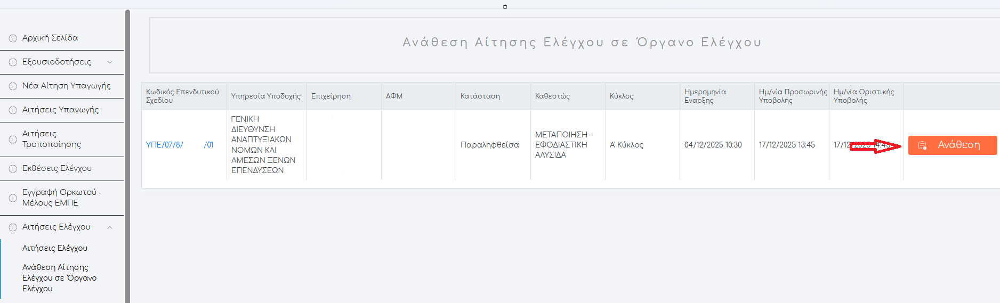 Αρχική Σελίδα
Εξουσιοδοτήσεις
Νέα Αίτηση Υπαγωγής
Αιτήσεις Υπαγωγής
Αιτήσεις
Τροποποίησης
Εκθέσεις Ελέγχου
Εγγραφή Ορκωτού -
Μέλους ΕΜΠΕ
Αιτήσεις Ελέγχου
Αιτήσεις Ελέγχου
Ανάθεση Αίτησης
Ελέγχου σε Όργανο
Ελέγχου
Ανάθεση Αίτησης Ελέγχου σε Όργανο Ελέγχου
Κωδικός Επενδυτικού
Σχεδίου
Υπηρεσία Υποδοχής
Επιχείρηση
ΑΦΜ
Κατάσταση
Καθεστώς
Κύκλος
Ημερομηνία
Εναρξης
Ημ/νία Προσωρινής
Υποβολής
Ημ/νία Οριστικής
Υποβολής
ΥΠΕ/07/8/ /01
ΓΕΝΙΚΗ
ΔΙΕΥΘΥΝΣΗ
ΑΝΑΠΤΥΞΙΑΚΩΝ
ΝΟΜΩΝ ΚΑΙ
ΑΜΕΣΩΝ ΞΕΝΩΝ
ΕΠΕΝΔΥΣΕΩΝ
Παραληφθείσα
ΜΕΤΑΠΟΙΗΣΗ –
ΕΦΟΔΙΑΣΤΙΚΗ
ΑΛΥΣΙΔΑ
Α' Κύκλος
04/12/2025 10:30
17/12/2025 13:45
17/12/2025
Ανάθεση